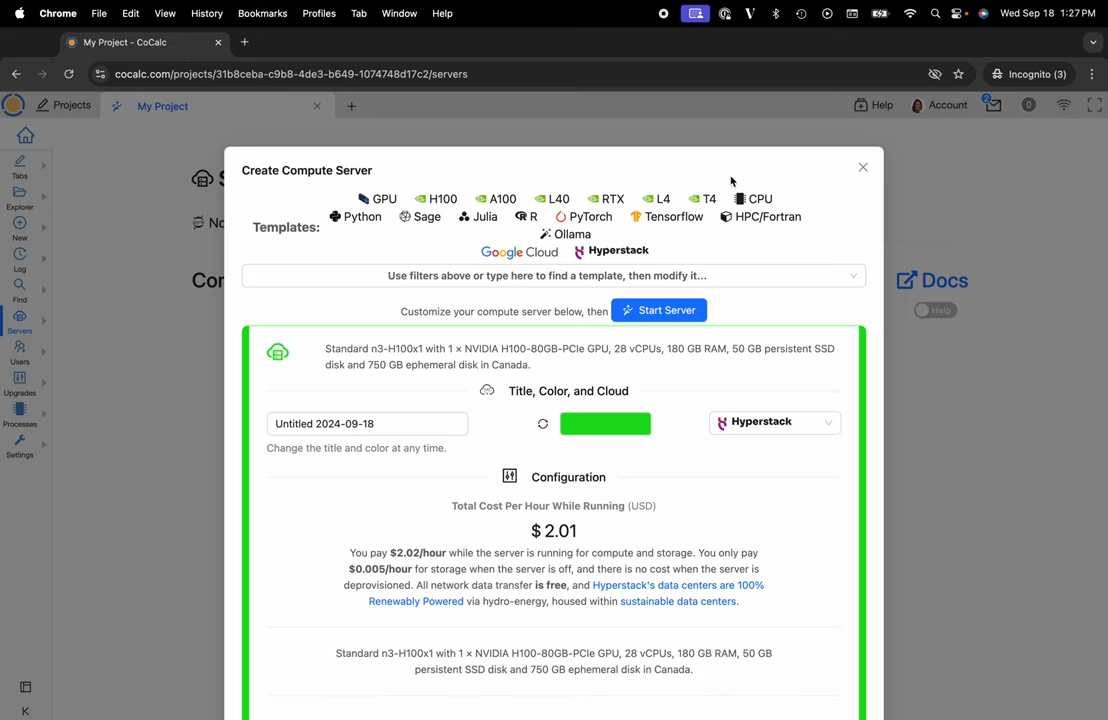 Chrome File Edit View History Bookmarks Profiles Tab Window Help Wed Sep 18 1:27 PM
My Project - CoCalc
cocalc.com/projects/31b8ceba-c9b8-4de3-b649-1074748d17c2/servers Incognito (3)
Projects My Project Help Account 2 0
Tabs
Explorer
New
Log
Find
Servers
Users
Upgrades
Processes
Settings
S
No
Con
Docs
Help
Create Compute Server
Templates:
GPU H100 A100 L40 RTX L4 T4 CPU
Python Sage Julia R PyTorch Tensorflow HPC/Fortran
Ollama
Google Cloud Hyperstack
Use filters above or type here to find a template, then modify it...
Customize your compute server below, then Start Server
Standard n3-H100x1 with 1 × NVIDIA H100-80GB-PCIe GPU, 28 vCPUs, 180 GB RAM, 50 GB persistent SSD
disk and 750 GB ephemeral disk in Canada.
Title, Color, and Cloud
Untitled 2024-09-18 Hyperstack
Change the title and color at any time.
Configuration
Total Cost Per Hour While Running (USD)
$ 2.01
You pay $2.02/hour while the server is running for compute and storage. You only pay
$0.005/hour for storage when the server is off, and there is no cost when the server is
deprovisioned. All network data transfer is free, and Hyperstack's data centers are 100%
Renewably Powered via hydro-energy, housed within sustainable data centers.
Standard n3-H100x1 with 1 × NVIDIA H100-80GB-PCIe GPU, 28 vCPUs, 180 GB RAM, 50 GB
persistent SSD disk and 750 GB ephemeral disk in Canada.